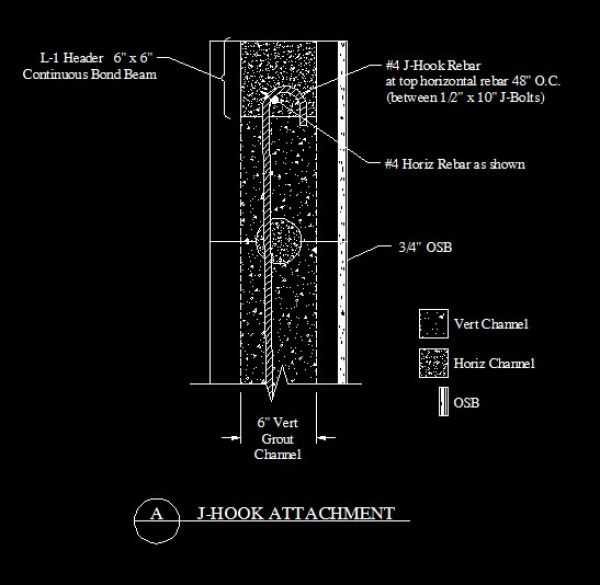 L-1 Header 6" x 6"
Continuous Bond Beam
#4 J-Hook Rebar
at top horizontal rebar 48" O.C.
(between 1/2" x 10" J-Bolts)
#4 Horiz Rebar as shown
3/4" OSB
Vert Channel
Horiz Channel
OSB
6" Vert
Grout
Channel
A
J-HOOK ATTACHMENT